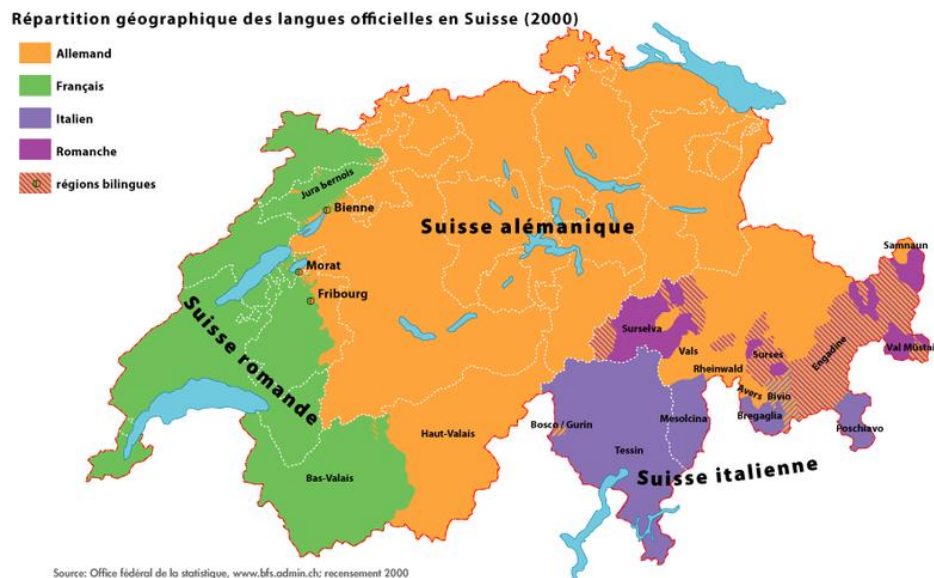 Répartition géographique des langues officielles en Suisse (2000)
Allemand
Français
Italien
Romanche
régions bilingues
Jura bernois
Bienne
Suisse alémanique
Morat
Fribourg
Suisse romande
Samnaun
Surselva
Val Müstair
Engadine
Vals
Surses
Rheinwald
Avers
Bivio
Bregaglia
Mesolcina
Bosco / Gurin
Poschiavo
Haut-Valais
Tessin
Bas-Valais
Suisse italienne
Source: Office fédéral de la statistique, www.bfs.admin.ch; recensement 2000